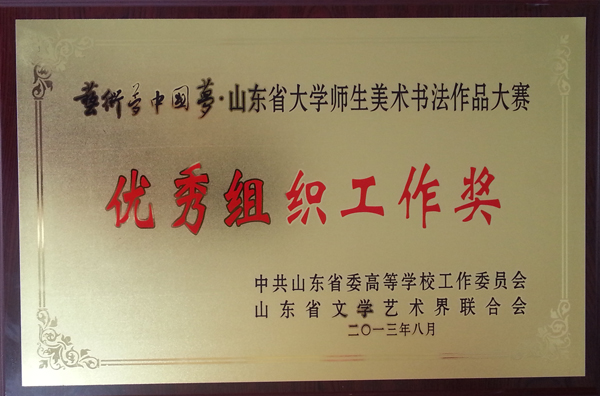 藝術夢中國夢·山东省大学师生美术书法作品大赛
优秀组织工作奖
中共山东省委高等学校工作委员会
山东省文学艺术界联合会
二〇一三年八月